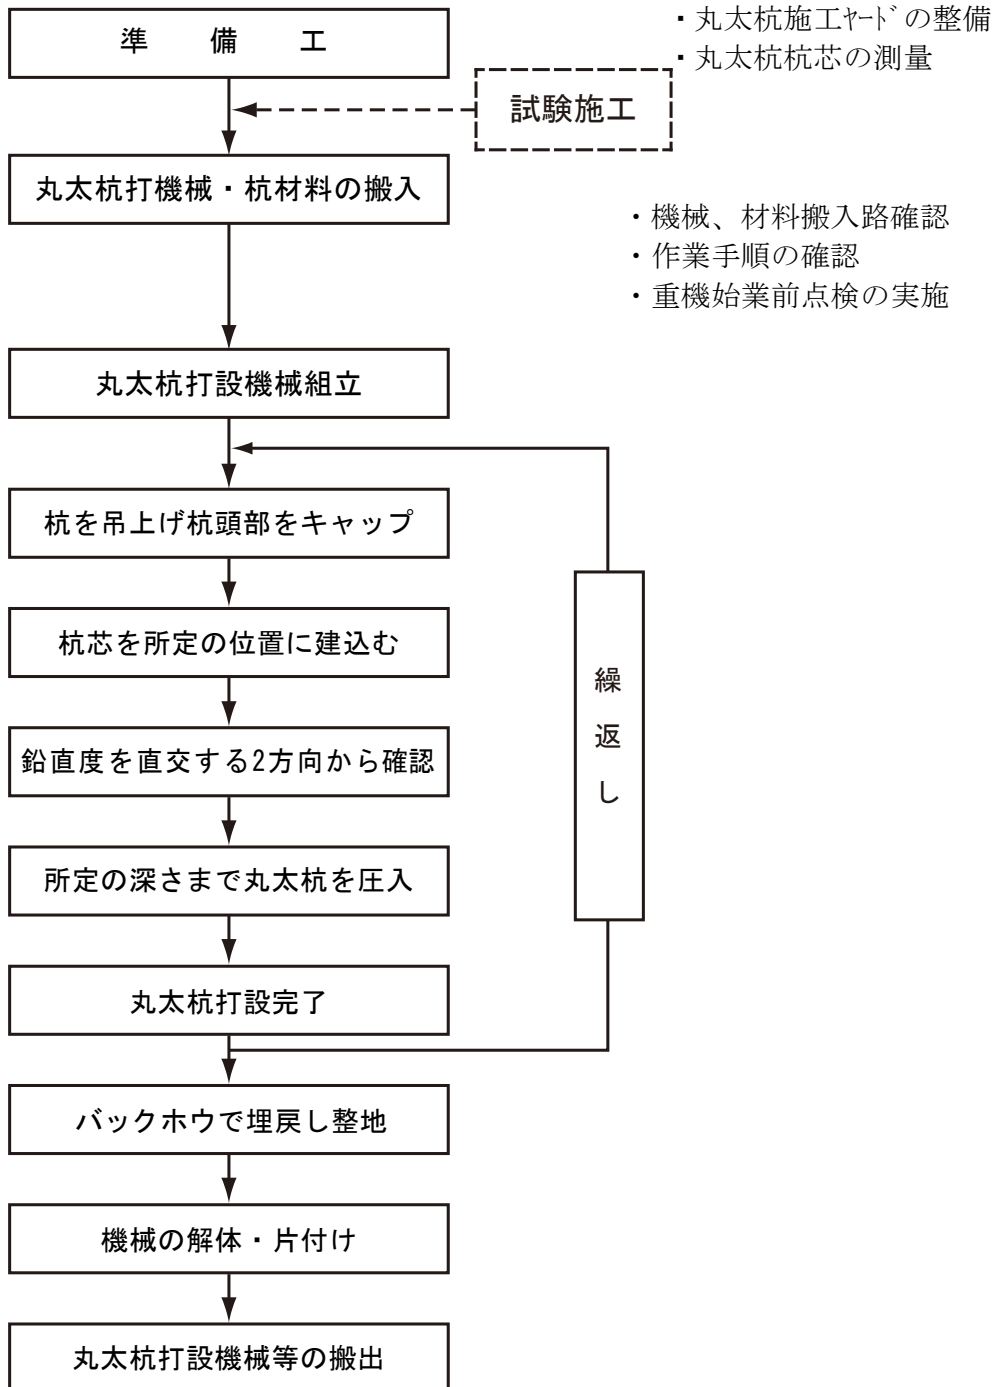 準備工
・丸太杭施工ﾔｰﾄﾞの整備
・丸太杭杭芯の測量
試験施工
丸太杭打機械・杭材料の搬入
・機械、材料搬入路確認
・作業手順の確認
・重機始業前点検の実施
丸太杭打設機械組立
杭を吊上げ杭頭部をキャップ
杭芯を所定の位置に建込む
鉛直度を直交する2方向から確認
繰返し
所定の深さまで丸太杭を圧入
丸太杭打設完了
バックホウで埋戻し整地
機械の解体・片付け
丸太杭打設機械等の搬出